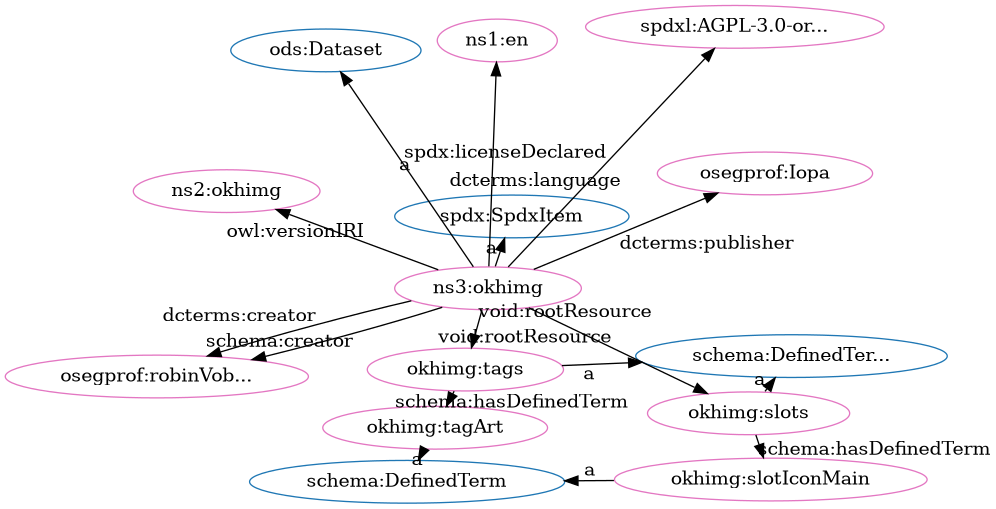 spdxl:AGPL-3.0-or...
ns1:en
ods:Dataset
spdx:licenseDeclared
a
osegprof:Iopa
dcterms:language
ns2:okhimg
spdx:SpdxItem
owl:versionIRI
dcterms:publisher
a
ns3:okhimg
void:rootResource
dcterms:creator
void:rootResource
schema:creator
schema:DefinedTer...
okhimg:tags
a
osegprof:robinVob...
a
schema:hasDefinedTerm
okhimg:slots
okhimg:tagArt
schema:hasDefinedTerm
a
a
okhimg:slotIconMain
schema:DefinedTerm